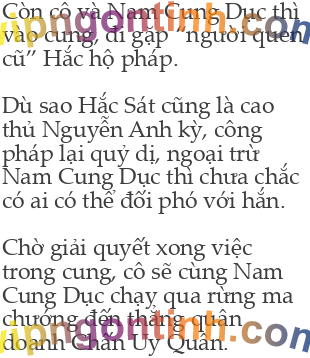 Còn cô và Nam Cung Dục thì
vào cung, đi gặp “người quen
cũ” Hắc hộ pháp.
Dù sao Hắc Sát cũng là cao
thủ Nguyễn Anh kỳ, công
pháp lại quỷ dị, ngoại trừ
Nam Cung Dục thì chưa chắc
có ai có thể đối phó với hắn.
Chờ giải quyết xong việc
trong cung, cô sẽ cùng Nam
Cung Dục chạy qua rừng ma
chướng đến thẳng quân
doanh Chấn Uy Quân.
vipngontinh.com
vipngontinh.com